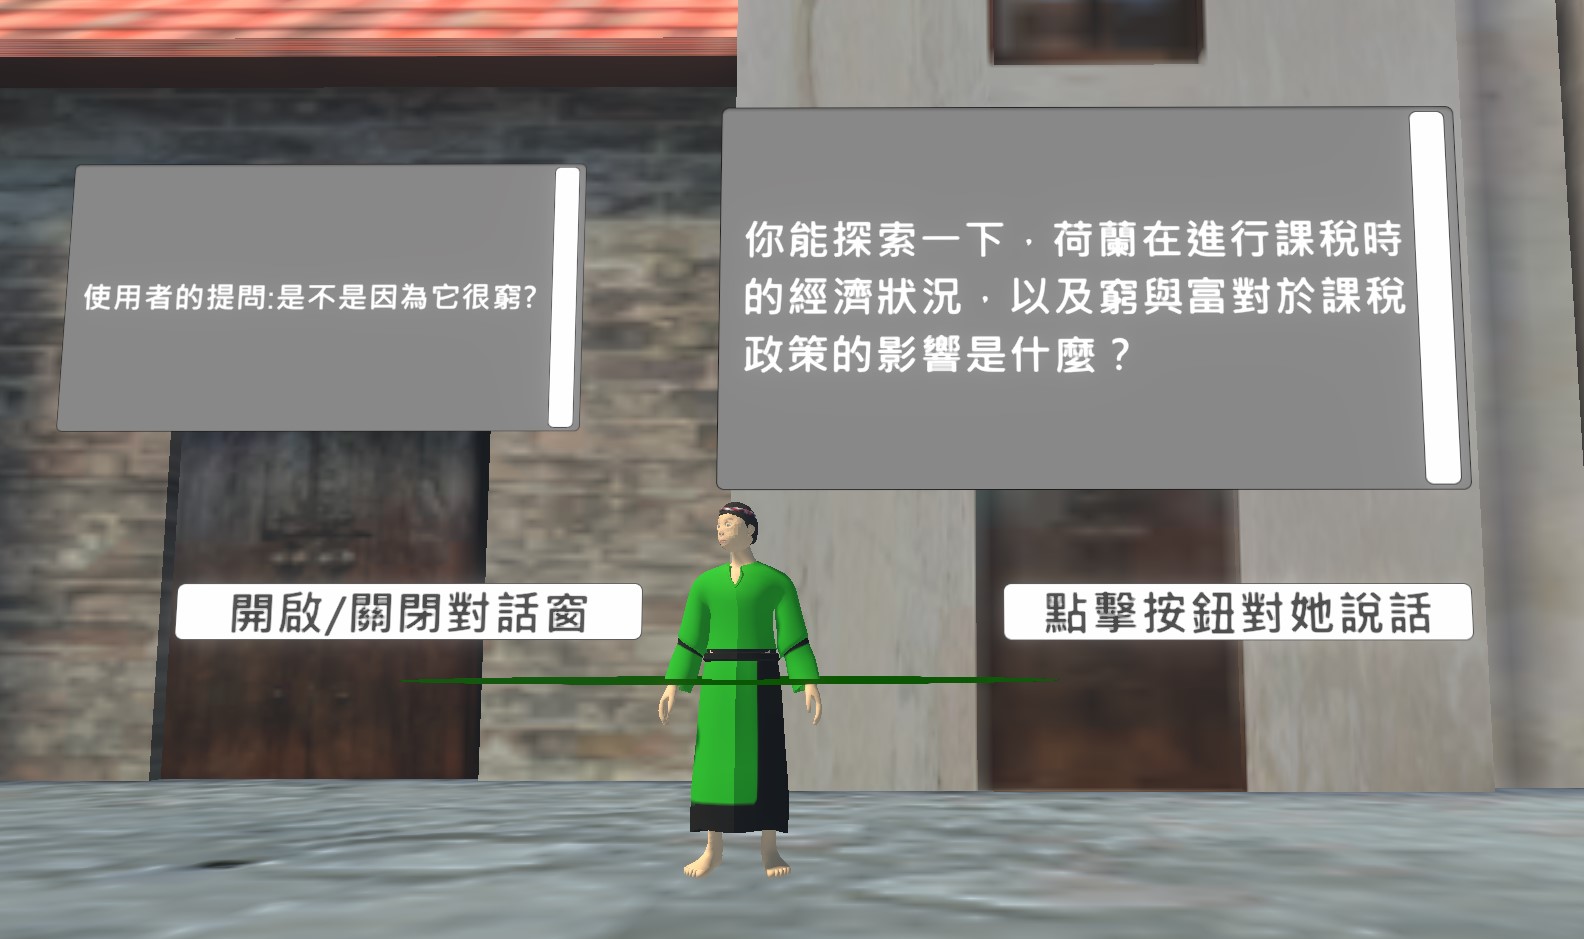 使用者的提問:是不是因為它很窮?
你能探索一下，荷蘭在進行課稅時
的經濟狀況，以及窮與富對於課稅
政策的影響是什麼？
開啟/關閉對話窗
點擊按鈕對她說話